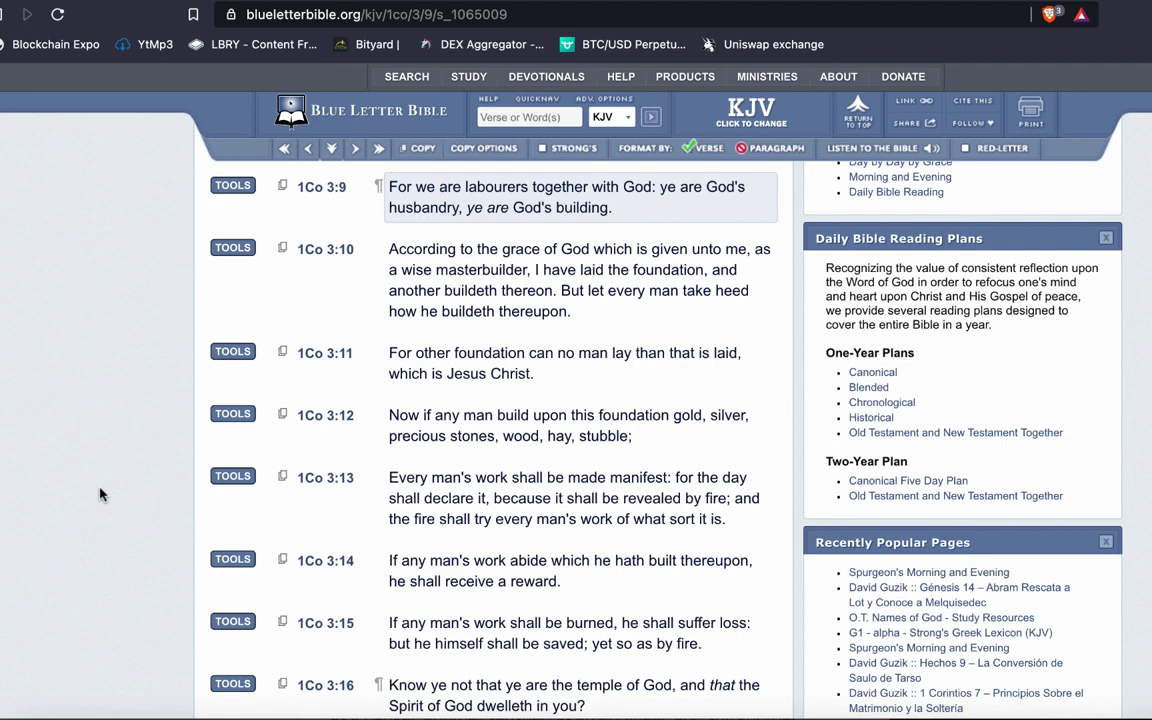 blueletterbible.org/kjv/1co/3/9/s_1065009
3
Blockchain Expo
YtMp3
LBRY - Content Fr...
Bityard |
DEX Aggregator -...
BTC/USD Perpetu...
Uniswap exchange
SEARCH STUDY DEVOTIONALS HELP PRODUCTS MINISTRIES ABOUT DONATE
BLUE LETTER BIBLE
HELP QUICKNAV ADV. OPTIONS
Verse or Word(s) KJV
KJV
CLICK TO CHANGE
RETURN
TO TOP
LINK CITE THIS
SHARE FOLLOW
PRINT
COPY COPY OPTIONS STRONG'S FORMAT BY: VERSE PARAGRAPH LISTEN TO THE BIBLE RED-LETTER
TOOLS 1Co 3:9 ¶ For we are labourers together with God: ye are God's
husbandry, ye are God's building.
TOOLS 1Co 3:10 According to the grace of God which is given unto me, as
a wise masterbuilder, I have laid the foundation, and
another buildeth thereon. But let every man take heed
how he buildeth thereupon.
TOOLS 1Co 3:11 For other foundation can no man lay than that is laid,
which is Jesus Christ.
TOOLS 1Co 3:12 Now if any man build upon this foundation gold, silver,
precious stones, wood, hay, stubble;
TOOLS 1Co 3:13 Every man's work shall be made manifest: for the day
shall declare it, because it shall be revealed by fire; and
the fire shall try every man's work of what sort it is.
TOOLS 1Co 3:14 If any man's work abide which he hath built thereupon,
he shall receive a reward.
TOOLS 1Co 3:15 If any man's work shall be burned, he shall suffer loss:
but he himself shall be saved; yet so as by fire.
TOOLS 1Co 3:16 ¶ Know ye not that ye are the temple of God, and that the
Spirit of God dwelleth in you?
Day by Day by Grace
Morning and Evening
Daily Bible Reading
Daily Bible Reading Plans
Recognizing the value of consistent reflection upon
the Word of God in order to refocus one's mind
and heart upon Christ and His Gospel of peace,
we provide several reading plans designed to
cover the entire Bible in a year.
One-Year Plans
Canonical
Blended
Chronological
Historical
Old Testament and New Testament Together
Two-Year Plan
Canonical Five Day Plan
Old Testament and New Testament Together
Recently Popular Pages
Spurgeon's Morning and Evening
David Guzik :: Génesis 14 – Abram Rescata a
Lot y Conoce a Melquisedec
O.T. Names of God - Study Resources
G1 - alpha - Strong's Greek Lexicon (KJV)
Spurgeon's Morning and Evening
David Guzik :: Hechos 9 – La Conversión de
Saulo de Tarso
David Guzik :: 1 Corintios 7 – Principios Sobre el
Matrimonio y la Soltería